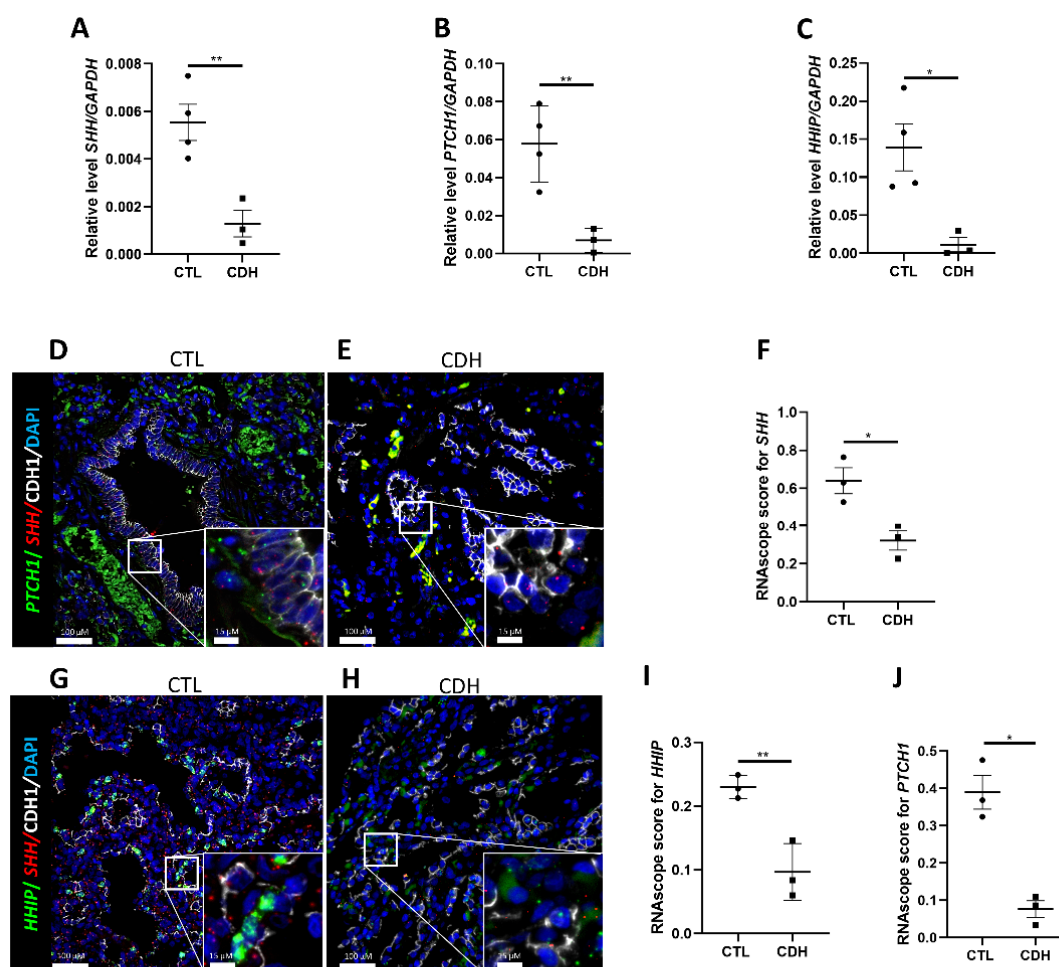 A
Relative level SHH/GAPDH
0.008
0.006
0.004
0.002
0.000
**
CTL
CDH
B
Relative level PTCH1/GAPDH
0.10
0.08
0.06
0.04
0.02
0.00
**
CTL
CDH
C
Relative level HHIP/GAPDH
0.25
0.20
0.15
0.10
0.05
0.00
*
CTL
CDH
D
CTL
PTCH1/ SHH/CDH1/DAPI
100 µM
15 µM
E
CDH
100 µM
15 µM
F
RNAscope score for SHH
1.0
0.8
0.6
0.4
0.2
0.0
*
CTL
CDH
G
CTL
HHIP/ SHH/CDH1/DAPI
100 µM
15 µM
H
CDH
100 µM
I
RNAscope score for HHIP
0.3
0.2
0.1
0.0
**
CTL
CDH
J
RNAscope score for PTCH1
0.5
0.4
0.3
0.2
0.1
0.0
*
CTL
CDH